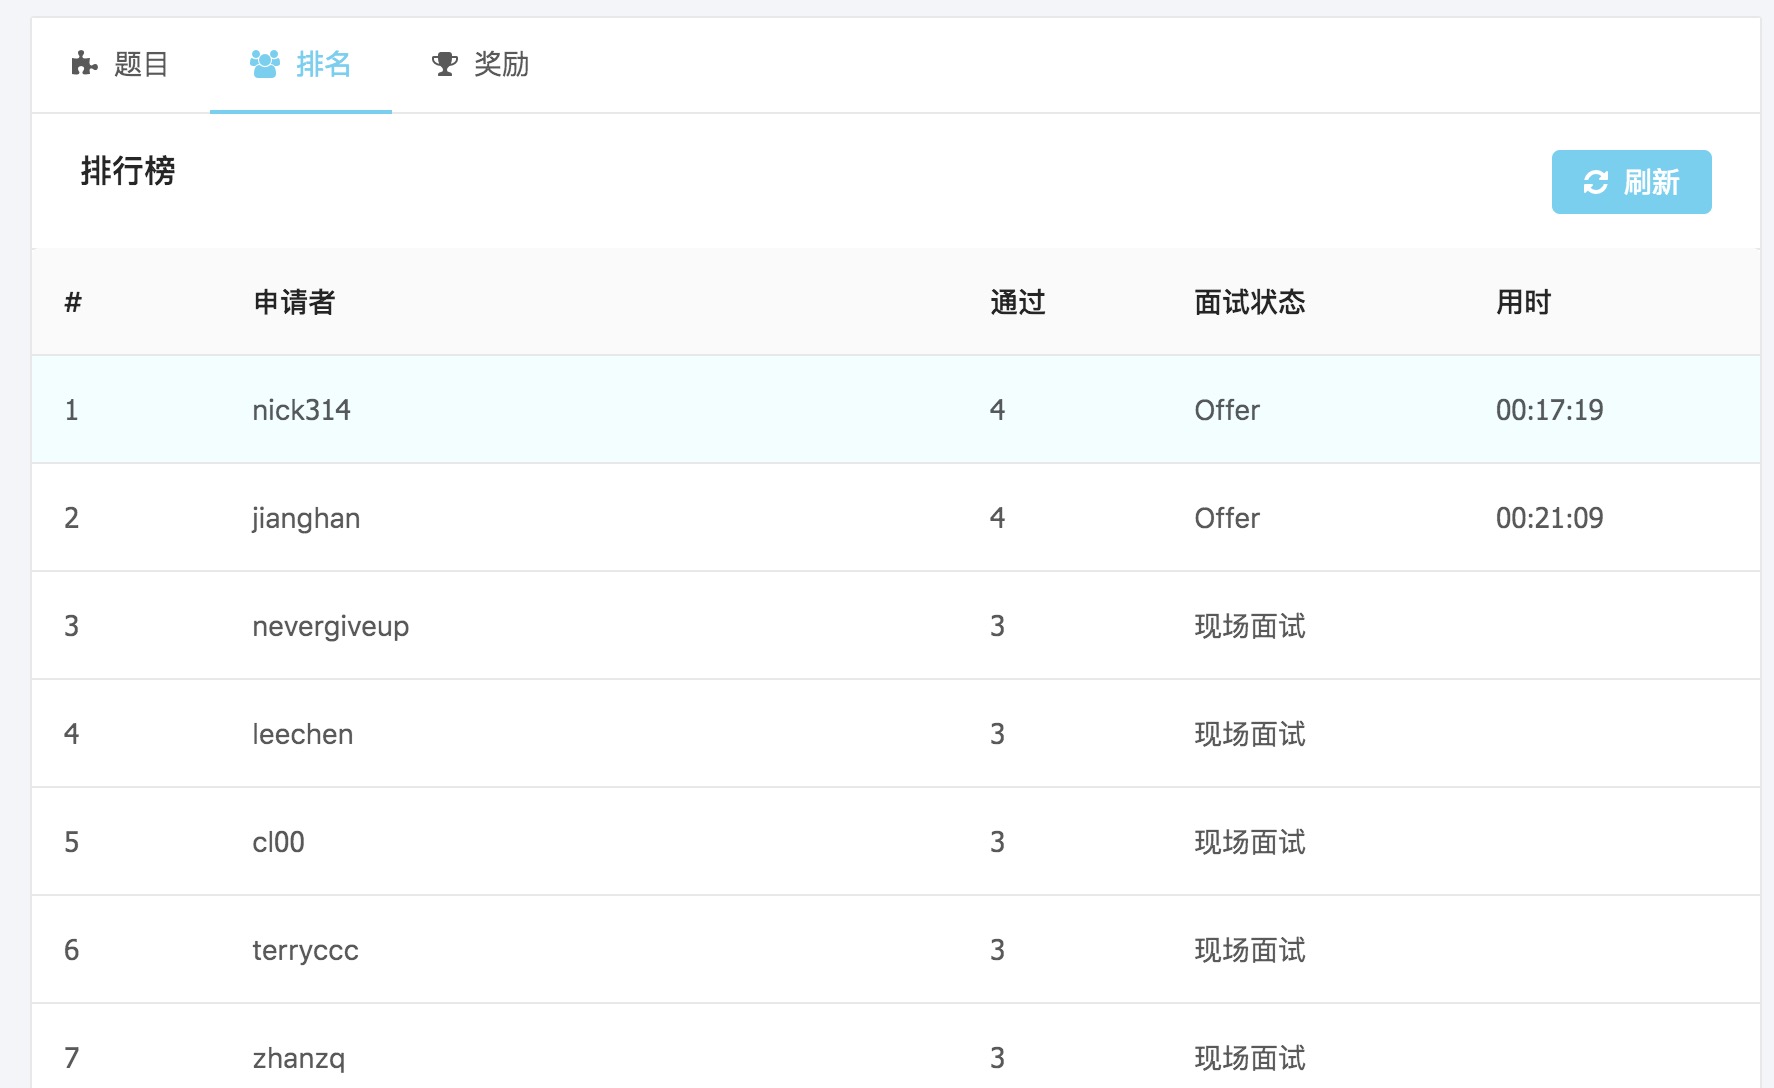 题目 排名 奖励
排行榜
刷新
# 申请者 通过 面试状态 用时
1 nick314 4 Offer 00:17:19
2 jianghan 4 Offer 00:21:09
3 nevergiveup 3 现场面试
4 leechen 3 现场面试
5 cl00 3 现场面试
6 terryccc 3 现场面试
7 zhanzq 3 现场面试